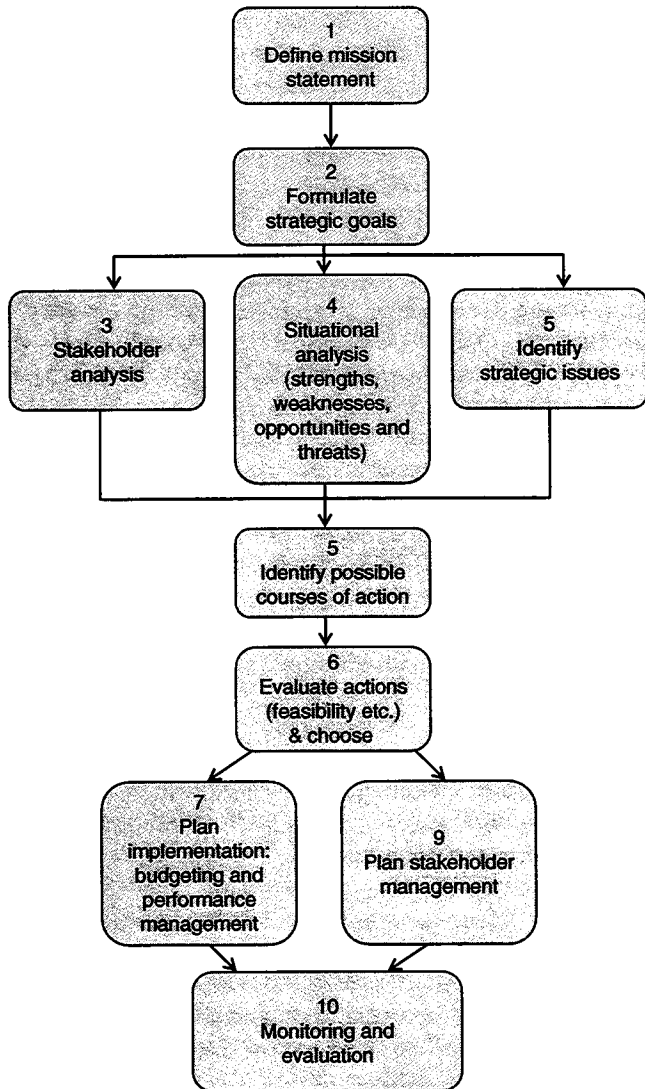 1
Define mission
statement
2
Formulate
strategic goals
3
Stakeholder
analysis
4
Situational
analysis
(strengths,
weaknesses,
opportunities and
threats)
5
Identify
strategic issues
5
Identify possible
courses of action
6
Evaluate actions
(feasibility etc.)
& choose
7
Plan
implementation:
budgeting and
performance
management
9
Plan stakeholder
management
10
Monitoring and
evaluation